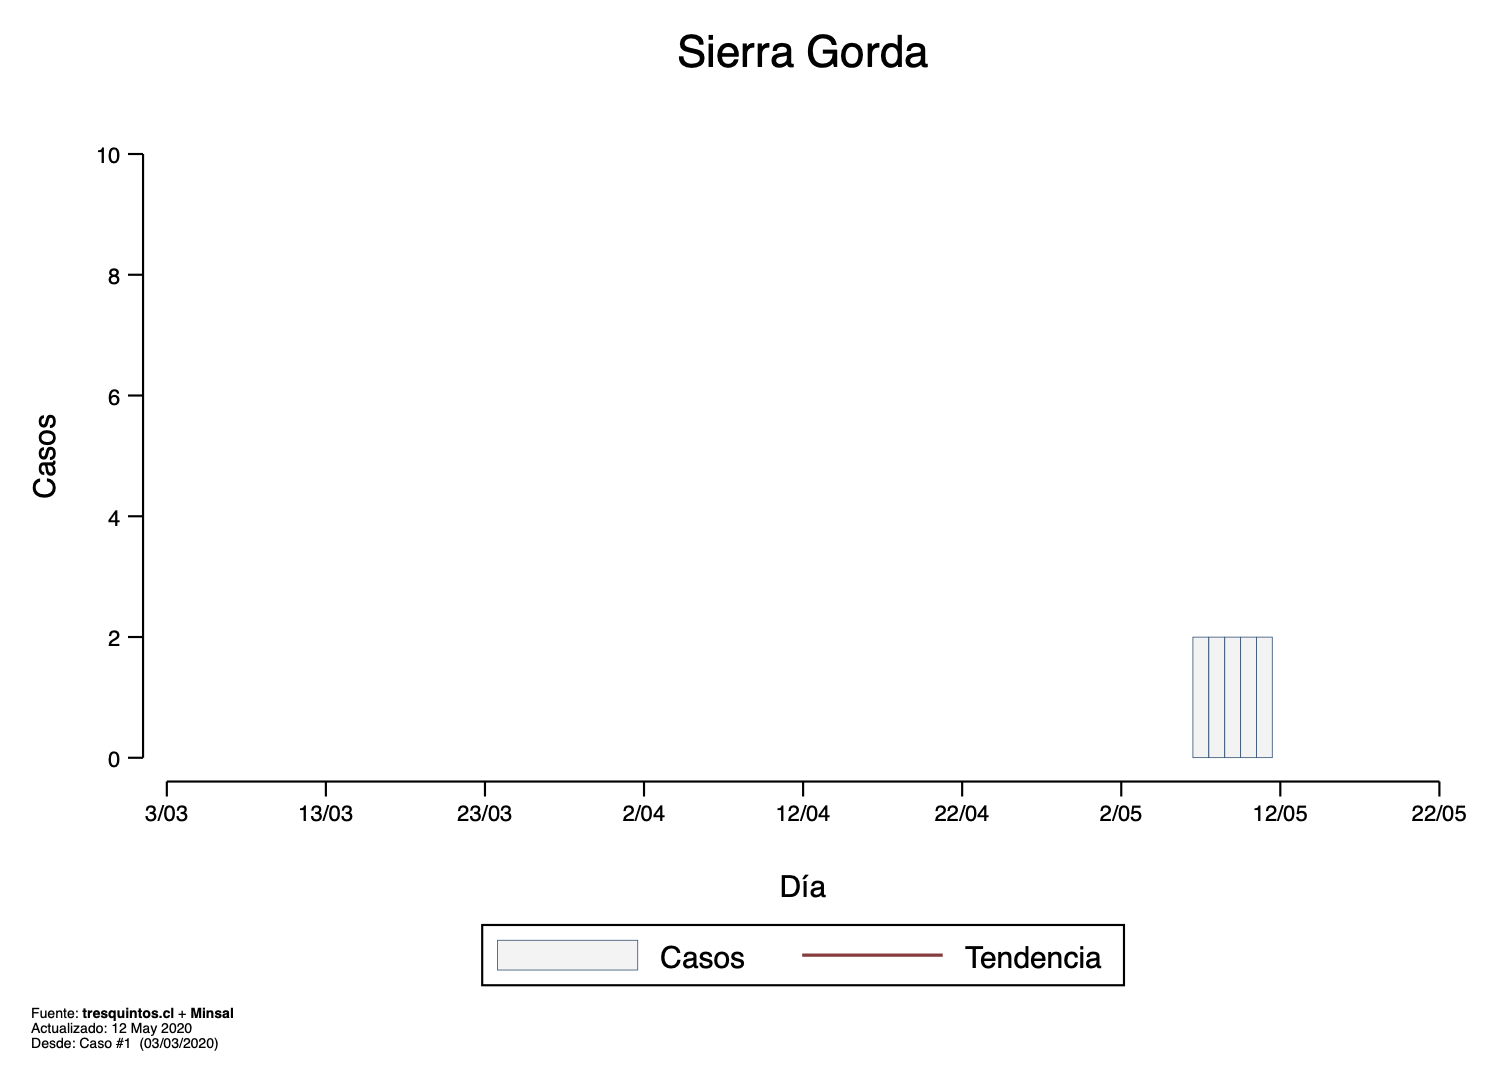 Sierra Gorda
10
8
6
4
2
0
Casos
3/03 13/03 23/03 2/04 12/04 22/04 2/05 12/05 22/05
Día
Casos Tendencia
Fuente: tresquintos.cl + Minsal
Actualizado: 12 May 2020
Desde: Caso #1 (03/03/2020)